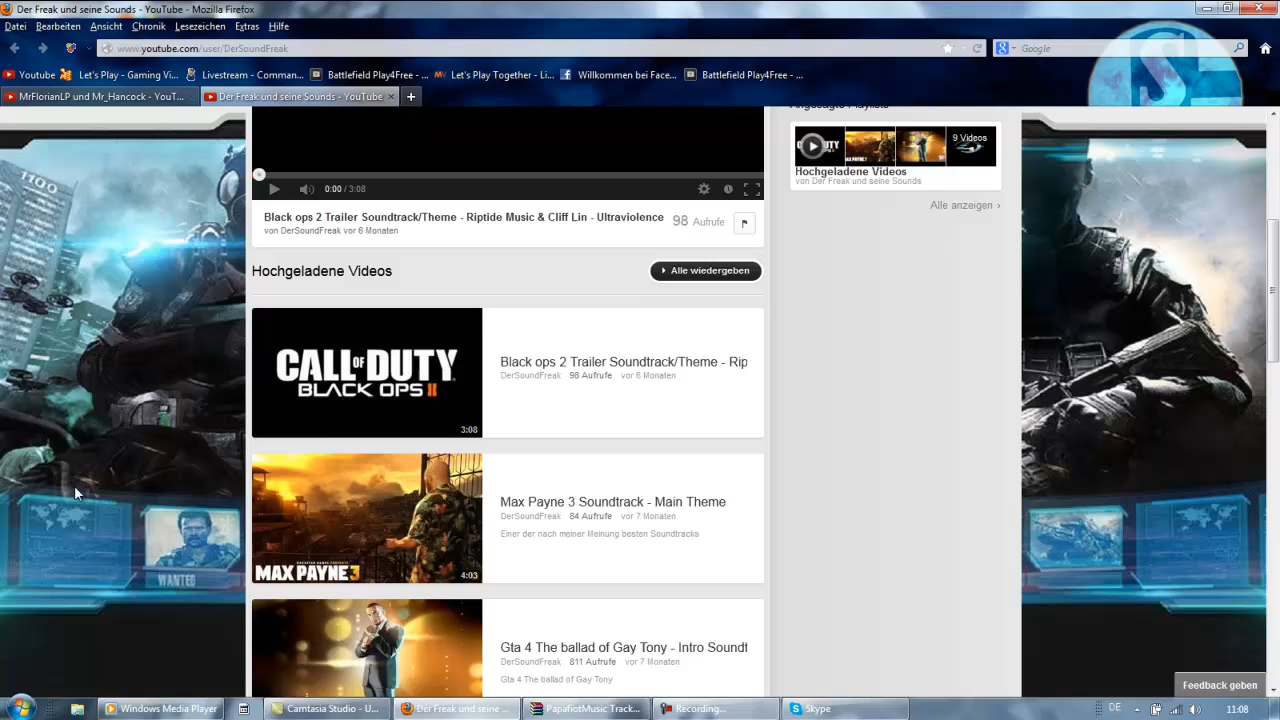 Der Freak und seine Sounds - YouTube - Mozilla Firefox
Datei Bearbeiten Ansicht Chronik Lesezeichen Extras Hilfe
www.youtube.com/user/DerSoundFreak
Google
Youtube Let's Play - Gaming Vi... Livestream - Comman... Battlefield Play4Free - ... Let's Play Together - Li... Willkommen bei Face... Battlefield Play4Free - ...
MrFlorianLP und Mr_Hancock - YouT... Der Freak und seine Sounds - YouTube
9 Videos
Hochgeladene Videos
von Der Freak und seine Sounds
Alle anzeigen ›
0:00 / 3:08
Black ops 2 Trailer Soundtrack/Theme - Riptide Music & Cliff Lin - Ultraviolence
von DerSoundFreak vor 6 Monaten
98 Aufrufe
Hochgeladene Videos
Alle wiedergeben
CALL OF DUTY
BLACK OPS II
3:08
Black ops 2 Trailer Soundtrack/Theme - Rip
DerSoundFreak 98 Aufrufe vor 6 Monaten
MAX PAYNE 3
4:03
Max Payne 3 Soundtrack - Main Theme
DerSoundFreak 84 Aufrufe vor 7 Monaten
Einer der nach meiner Meinung besten Soundtracks
Gta 4 The ballad of Gay Tony - Intro Soundt
DerSoundFreak 811 Aufrufe vor 7 Monaten
Gta 4 The ballad of Gay Tony
1100
WANTED
Feedback geben
Windows Media Player
Camtasia Studio - U...
Der Freak und seine ...
PapafiotMusic Track...
Recording...
Skype
DE
11:08